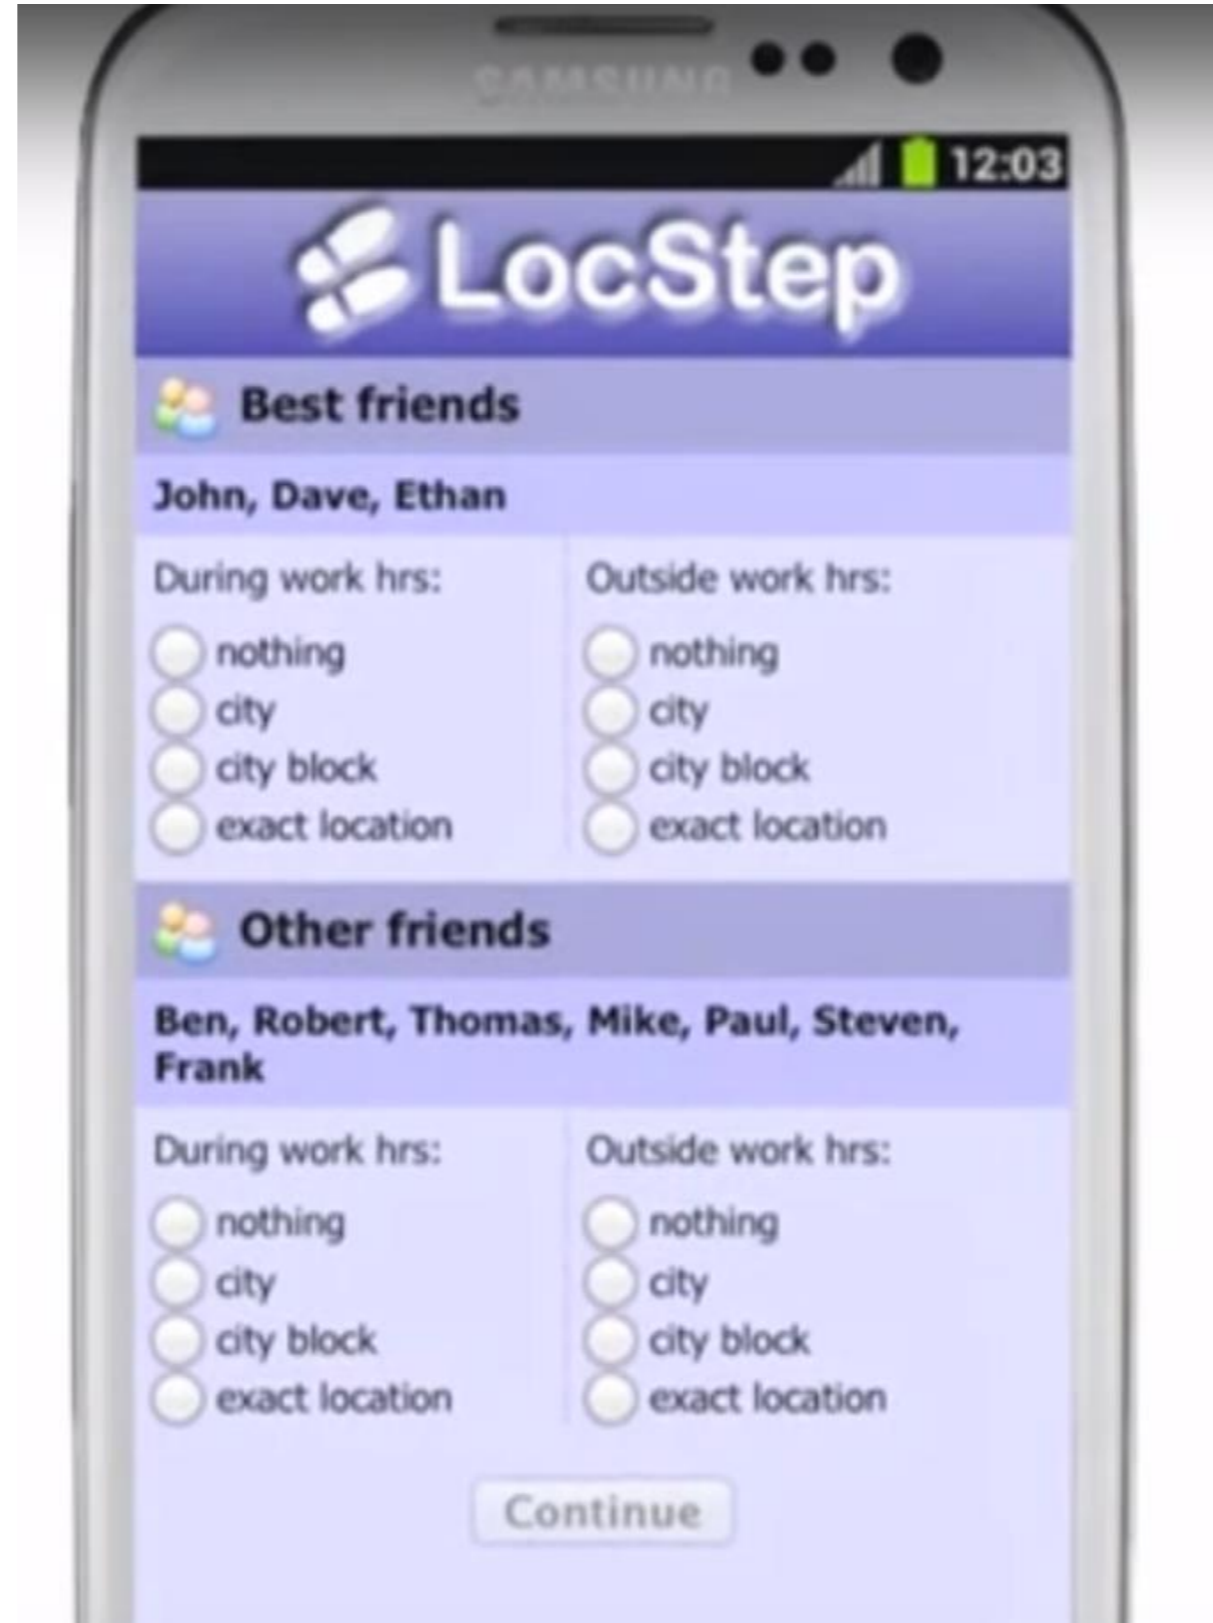 SAMSUNG
12:03
LocStep
Best friends
John, Dave, Ethan
During work hrs:
nothing
city
city block
exact location
Outside work hrs:
nothing
city
city block
exact location
Other friends
Ben, Robert, Thomas, Mike, Paul, Steven,
Frank
During work hrs:
nothing
city
city block
exact location
Outside work hrs:
nothing
city
city block
exact location
Continue